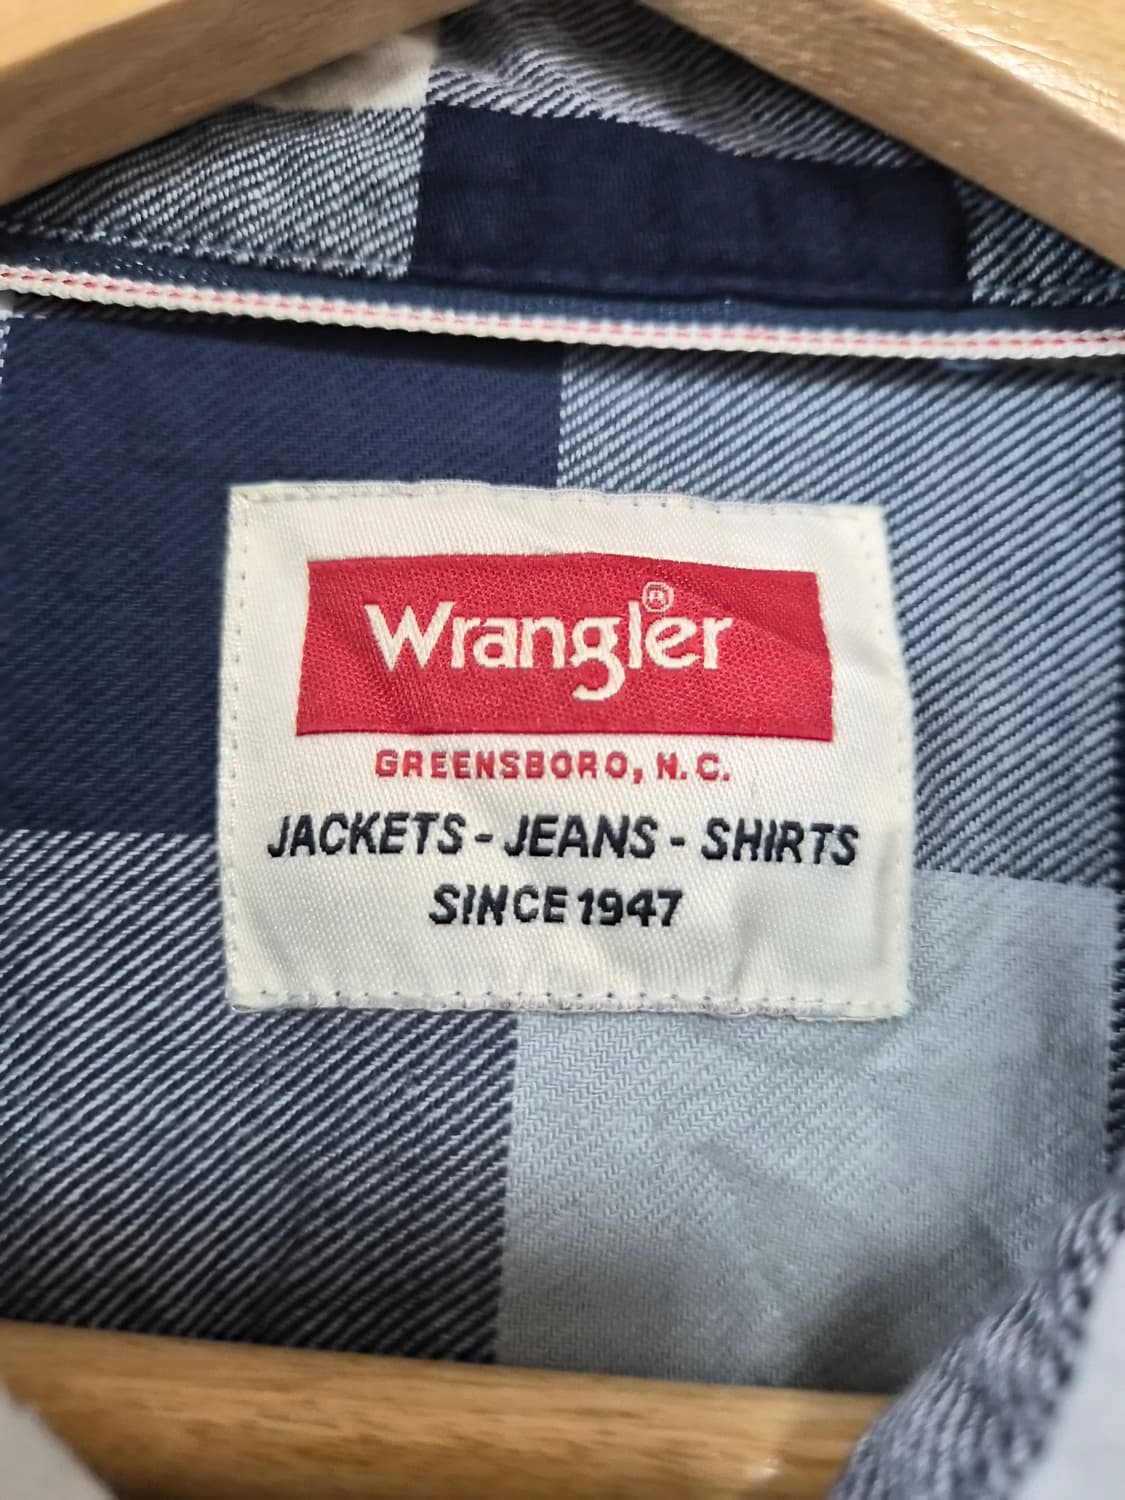 Wrangler®
GREENSBORO, N.C.
JACKETS - JEANS - SHIRTS
SINCE 1947